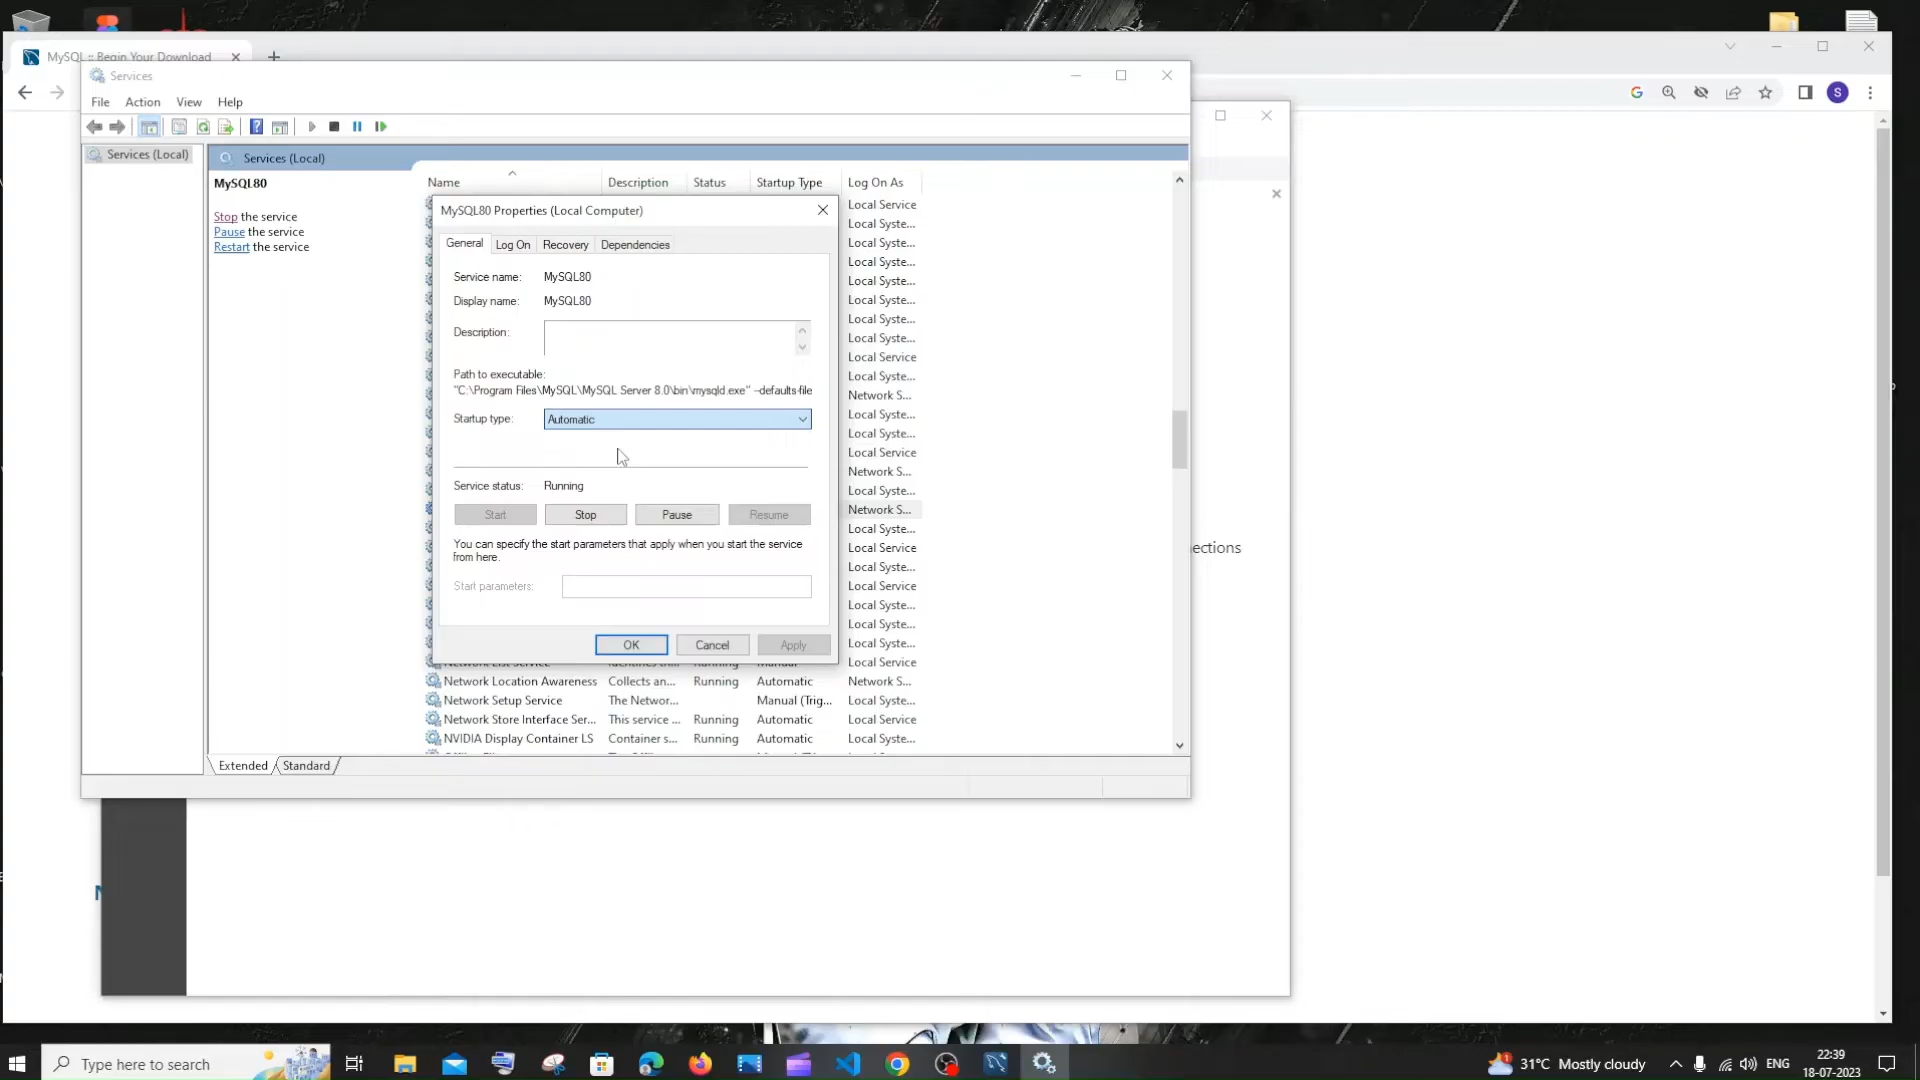 MySQL :: Begin Your Download
Services
File Action View Help
Services (Local)
Services (Local)
MySQL80
Stop the service
Pause the service
Restart the service
Name Description Status Startup Type Log On As
Local Service
Local Syste...
Local Syste...
Local Syste...
Local Syste...
Local Syste...
Local Syste...
Local Syste...
Local Service
Local Syste...
Network S...
Local Syste...
Local Syste...
Local Service
Network S...
Local Syste...
Network S...
Local Syste...
Local Service
Local Syste...
Local Service
Local Syste...
Local Syste...
Local Syste...
Local Service
MySQL80 Properties (Local Computer)
General Log On Recovery Dependencies
Service name: MySQL80
Display name: MySQL80
Description:
Path to executable:
"C:\Program Files\MySQL\MySQL Server 8.0\bin\mysqld.exe" --defaults-file
Startup type: Automatic
Service status: Running
Start Stop Pause Resume
You can specify the start parameters that apply when you start the service
from here.
Start parameters:
OK Cancel Apply
Network Location Awareness Collects an... Running Automatic Network S...
Network Setup Service The Networ... Manual (Trig... Local Syste...
Network Store Interface Ser... This service ... Running Automatic Local Service
NVIDIA Display Container LS Container s... Running Automatic Local Syste...
Extended Standard
ections
S
Type here to search
31°C Mostly cloudy
ENG
22:39
18-07-2023